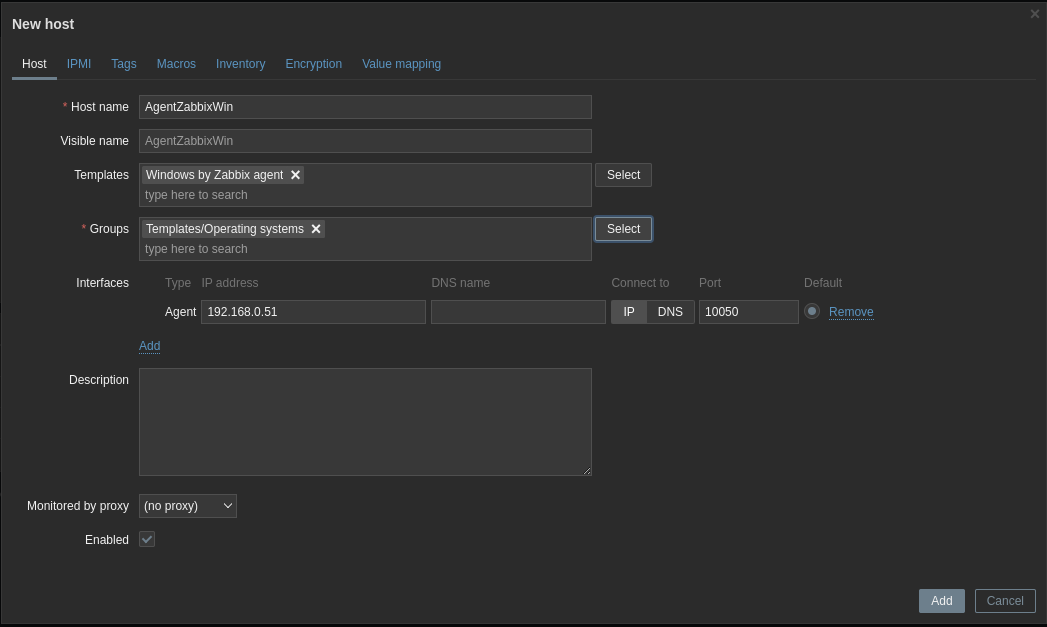 New host
Host IPMI Tags Macros Inventory Encryption Value mapping
* Host name AgentZabbixWin
Visible name AgentZabbixWin
Templates Windows by Zabbix agent Select
type here to search
* Groups Templates/Operating systems Select
type here to search
Interfaces Type IP address DNS name Connect to Port Default
Agent 192.168.0.51 IP DNS 10050 Remove
Add
Description
Monitored by proxy (no proxy)
Enabled
Add Cancel